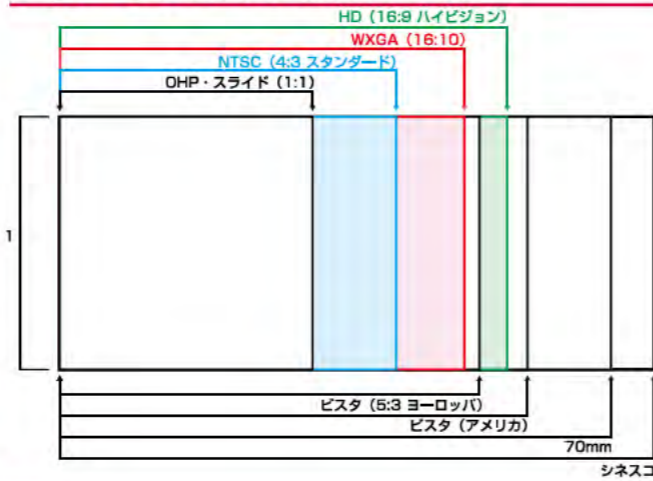 HD（16:9 ハイビジョン）
WXGA（16:10）
NTSC（4:3 スタンダード）
OHP・スライド（1:1）
1
ビスタ（5:3 ヨーロッパ）
ビスタ（アメリカ）
70mm
シネスコ